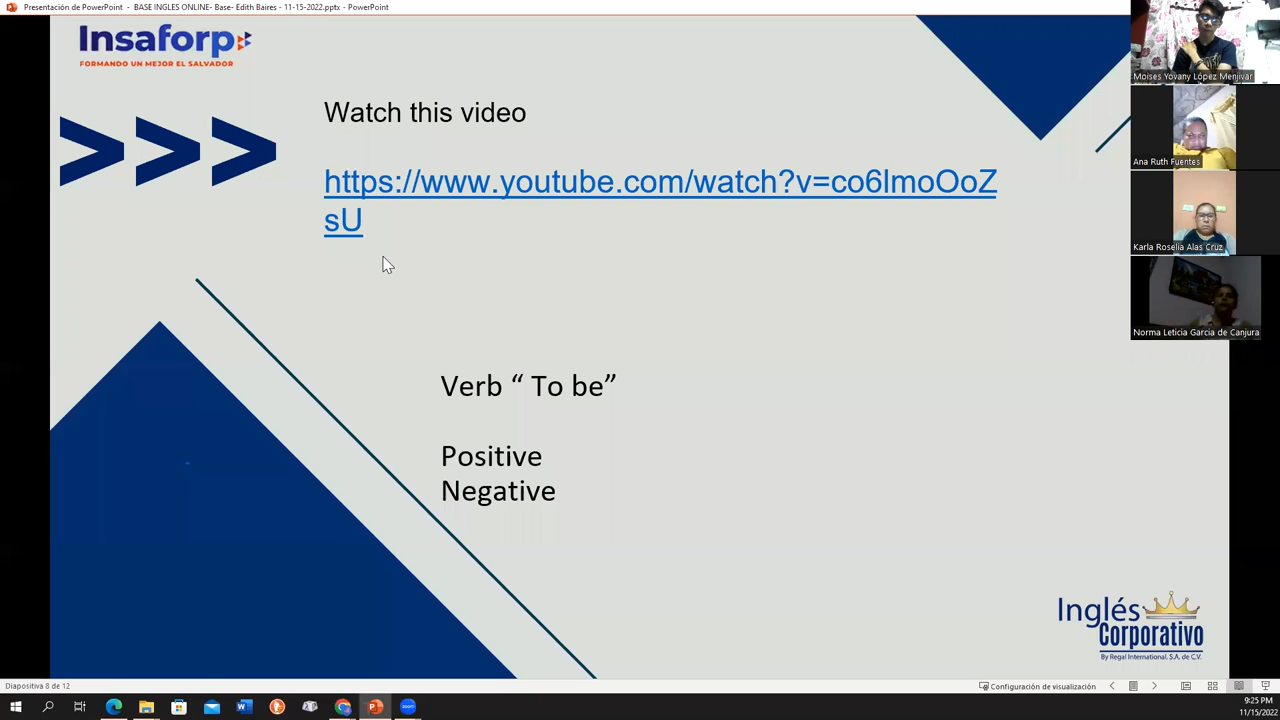 Presentación de PowerPoint - BASE INGLES ONLINE- Base- Edith Baires - 11-15-2022.pptx - PowerPoint
Insaforp
FORMANDO UN MEJOR EL SALVADOR
Watch this video
https://www.youtube.com/watch?v=co6lmoOoZ
sU
Verb “ To be”
Positive
Negative
Inglés
Corporativo
By Regal International, S.A. de C.V.
Moises Yovany López Menjivar
Ana Ruth Fuentes
Karla Roselia Alas Cruz
Norma Leticia Garcia de Canjura
Diapositiva 8 de 12
Configuración de visualización
9:25 PM
11/15/2022